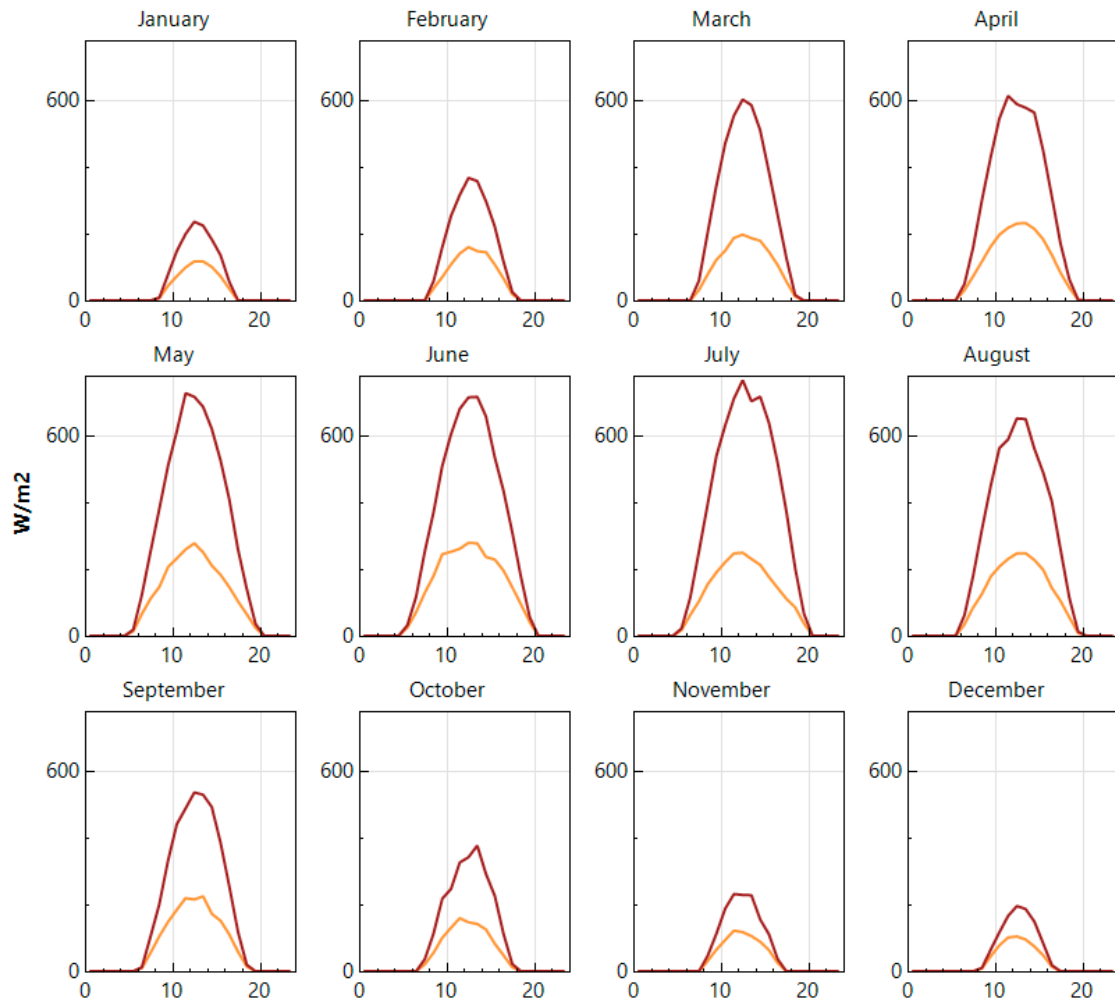 January February March April
600 600 600 600
0 0 0 0
0 10 20 0 10 20 0 10 20 0 10 20
May June July August
W/m2
600 600 600 600
0 0 0 0
0 10 20 0 10 20 0 10 20 0 10 20
September October November December
600 600 600 600
0 0 0 0
0 10 20 0 10 20 0 10 20 0 10 20